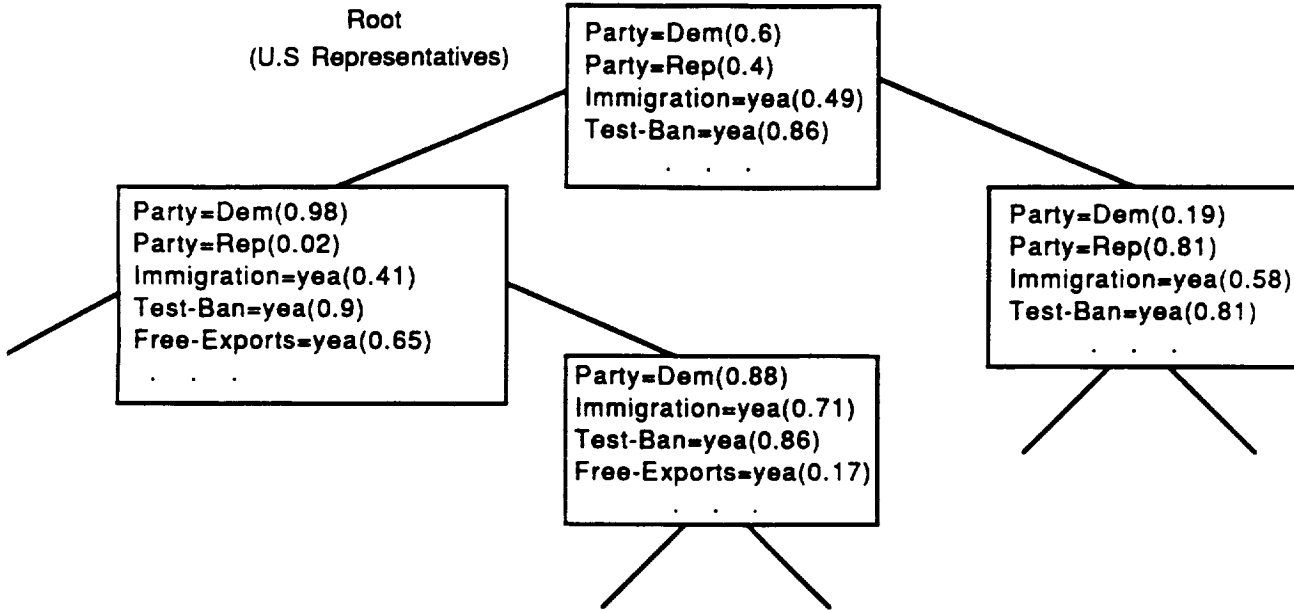 Root
(U.S Representatives)
Party=Dem(0.6)
Party=Rep(0.4)
Immigration=yea(0.49)
Test-Ban=yea(0.86)
. . .
Party=Dem(0.98)
Party=Rep(0.02)
Immigration=yea(0.41)
Test-Ban=yea(0.9)
Free-Exports=yea(0.65)
. . .
Party=Dem(0.19)
Party=Rep(0.81)
Immigration=yea(0.58)
Test-Ban=yea(0.81)
. . .
Party=Dem(0.88)
Immigration=yea(0.71)
Test-Ban=yea(0.86)
Free-Exports=yea(0.17)
. . .